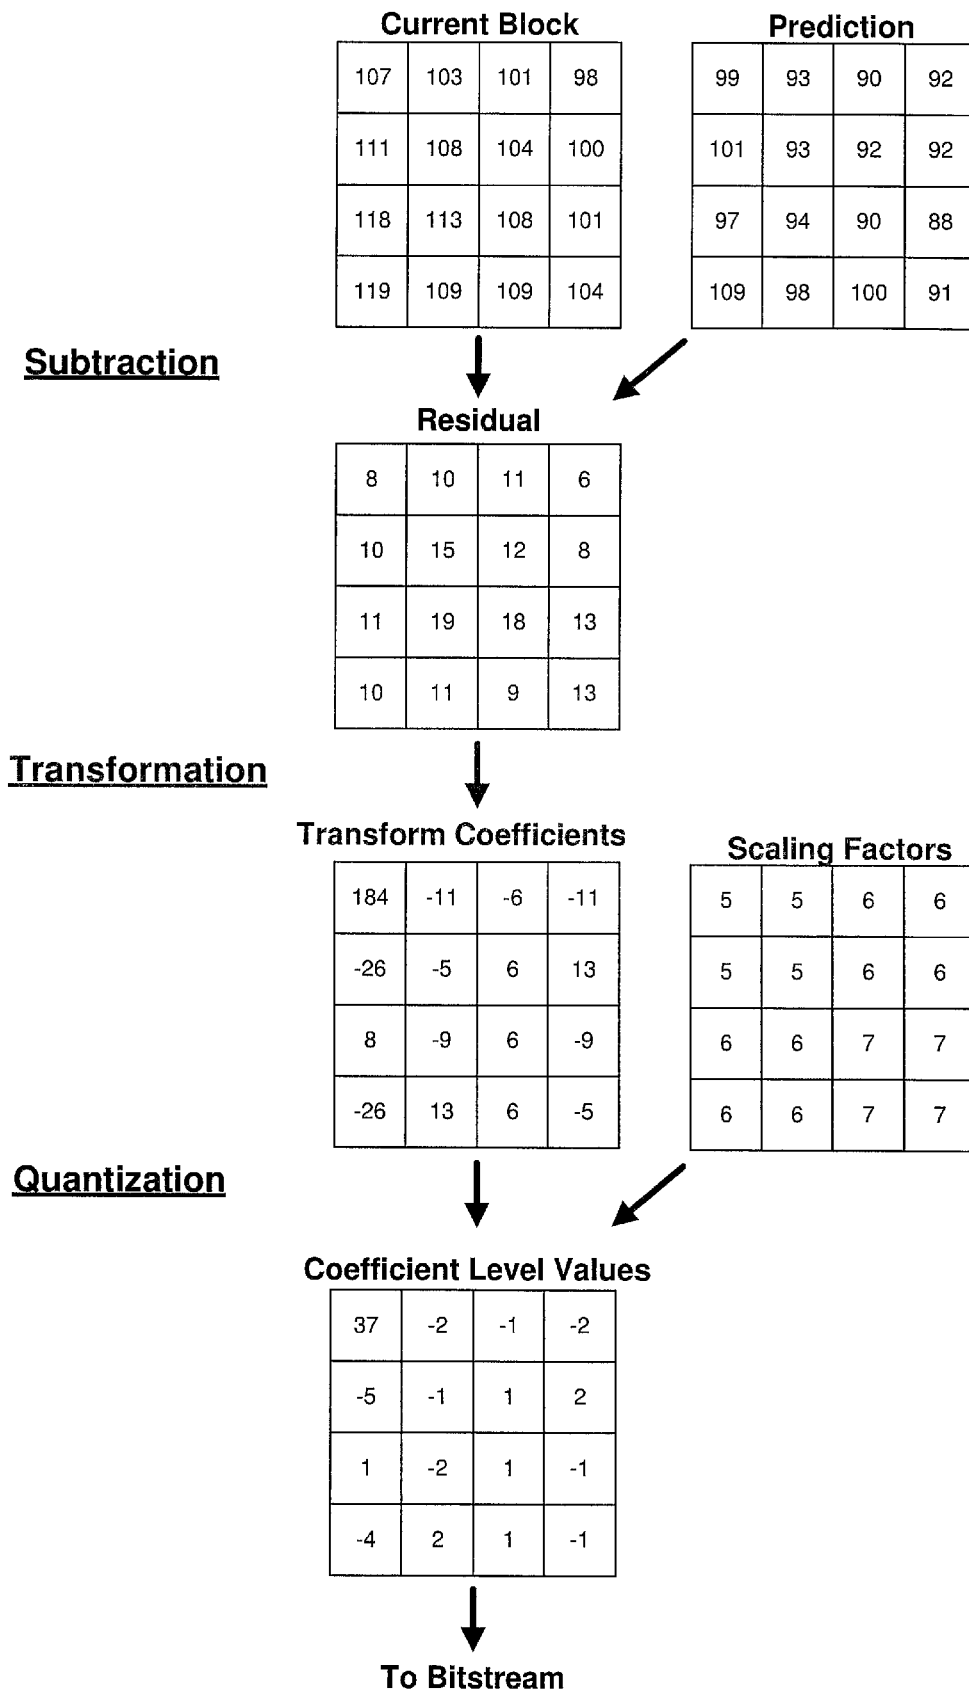 Current Block Prediction
107 103 101 98 99 93 90 92
111 108 104 100 101 93 92 92
118 113 108 101 97 94 90 88
119 109 109 104 109 98 100 91
Subtraction
Residual
8 10 11 6
10 15 12 8
11 19 18 13
10 11 9 13
Transformation
Transform Coefficients Scaling Factors
184 -11 -6 -11 5 5 6 6
-26 -5 6 13 5 5 6 6
8 -9 6 -9 6 6 7 7
-26 13 6 -5 6 6 7 7
Quantization
Coefficient Level Values
37 -2 -1 -2
-5 -1 1 2
1 -2 1 -1
-4 2 1 -1
To Bitstream